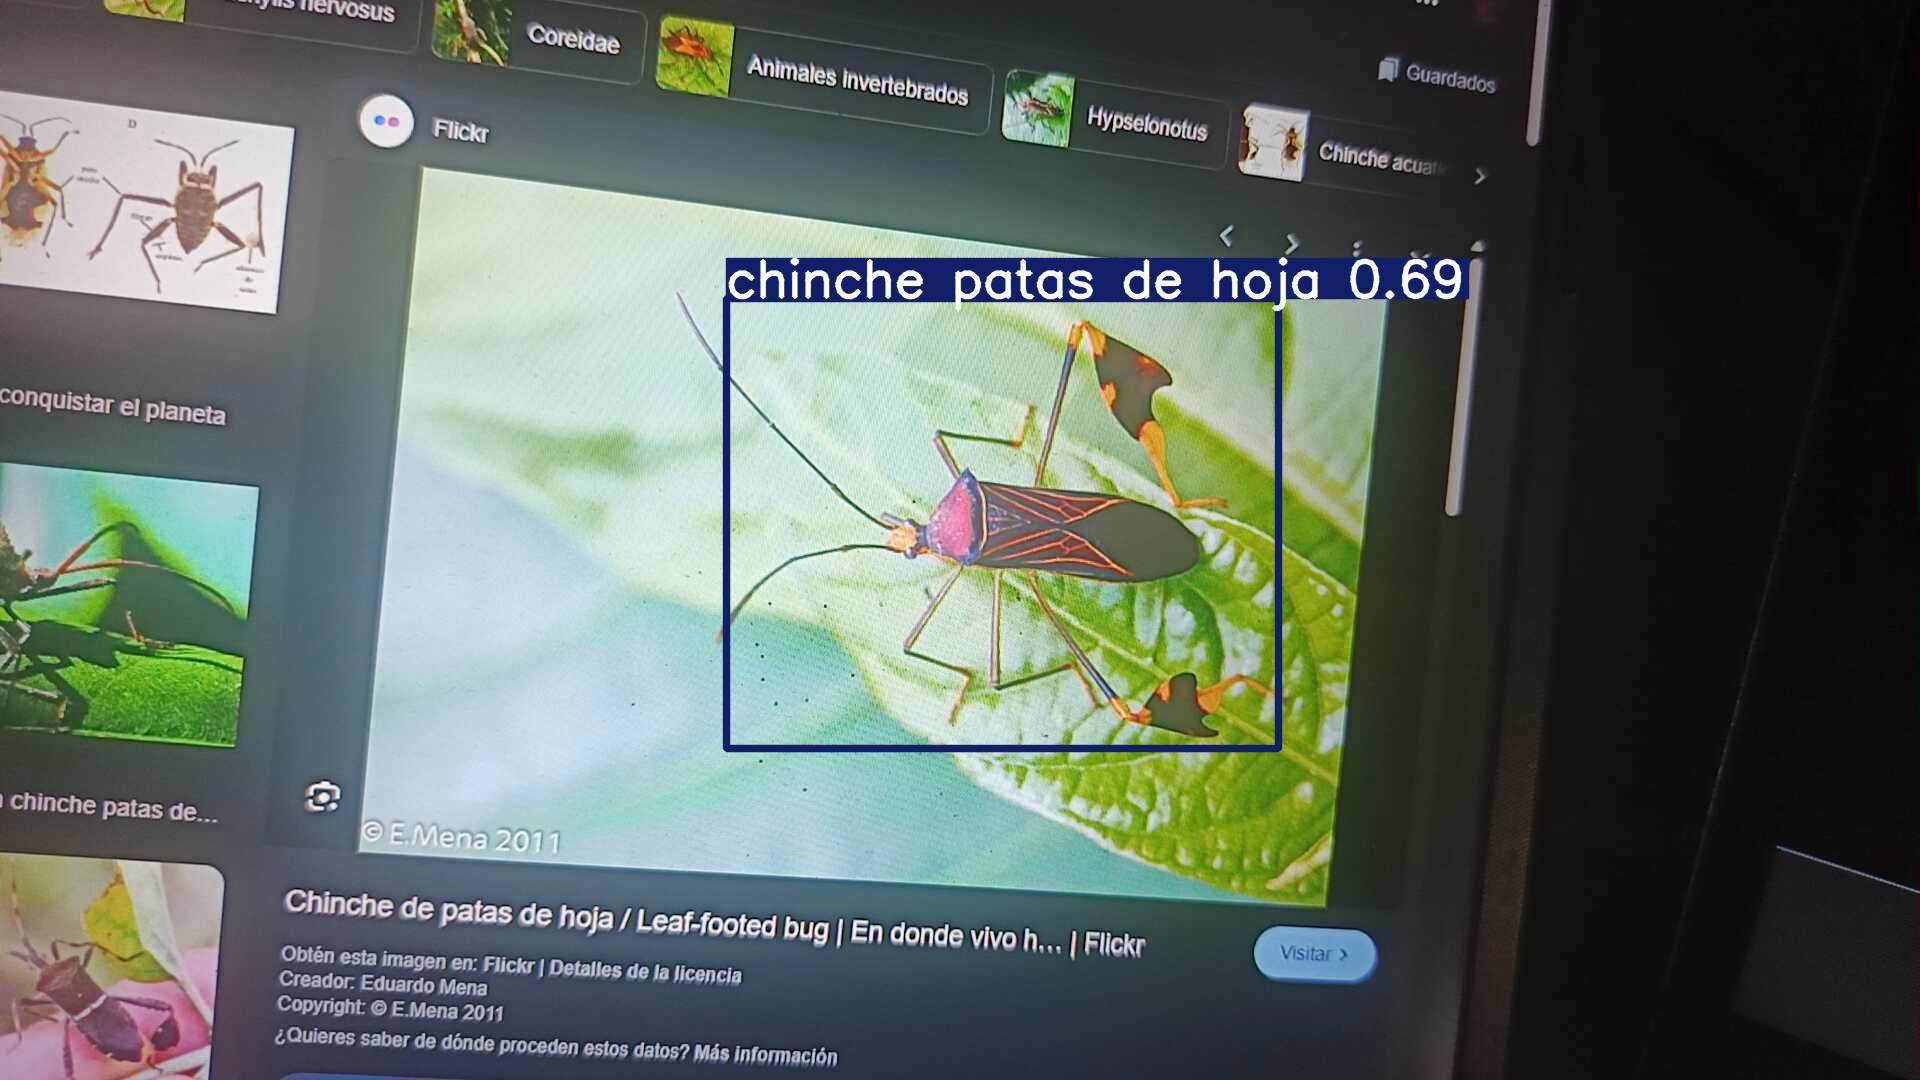 nervosus
Coreidae
Animales invertebrados
Hypselonotus
Chinche
Guardados
Flickr
D
chinche patas de hoja 0.69
conquistar el planeta
chinche patas de...
© E.Mena 2011
Chinche de patas de hoja / Leaf-footed bug | En donde vivo h... | Flickr
Visitar >
Obtén esta imagen en: Flickr | Detalles de la licencia
Creador: Eduardo Mena
Copyright: © E.Mena 2011
¿Quieres saber de dónde proceden estos datos? Más información